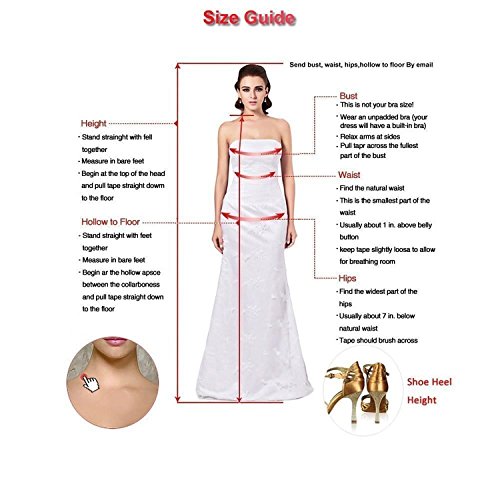 Size Guide
Send bust, waist, hips,hollow to floor By email
Height
• Stand strainght with fell
together
• Measure in bare feet
• Begin at the top of the head
and pull tape straight down
to the floor
Hollow to Floor
• Stand straight with feet
together
• Measure in bare feet
• Begin ar the hollow apsce
between the collarboness
and pull tape straight down
to the floor
Bust
• This is not your bra size!
• Wear an unpadded bra (your
dress will have a built-in bra)
• Relax arms at sides
• Pull tapr across the fullest
part of the bust
Waist
• Find the natural waist
• This is the smallest part of the
waist
• Usually about 1 in. above belly
button
• keep tape slightly loosa to allow
for breathing room
Hips
• Find the widest part of the
hips
• Usually about 7 in. below
natural waist
• Tape should brush across
Shoe Heel
Height